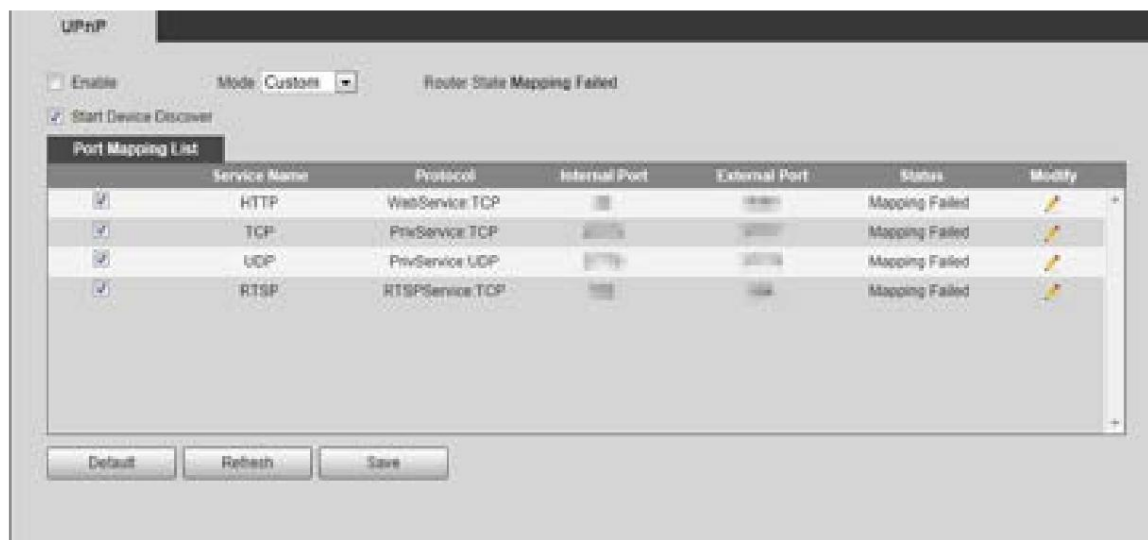 UPnP
Enable Mode Custom Router State Mapping Failed
Start Device Discover
Port Mapping List
Service Name Protocol Internal Port External Port Status Modify
HTTP WebService:TCP Mapping Failed
TCP PrivService:TCP Mapping Failed
UDP PrivService:UDP Mapping Failed
RTSP RTSPService:TCP Mapping Failed
Default Refresh Save